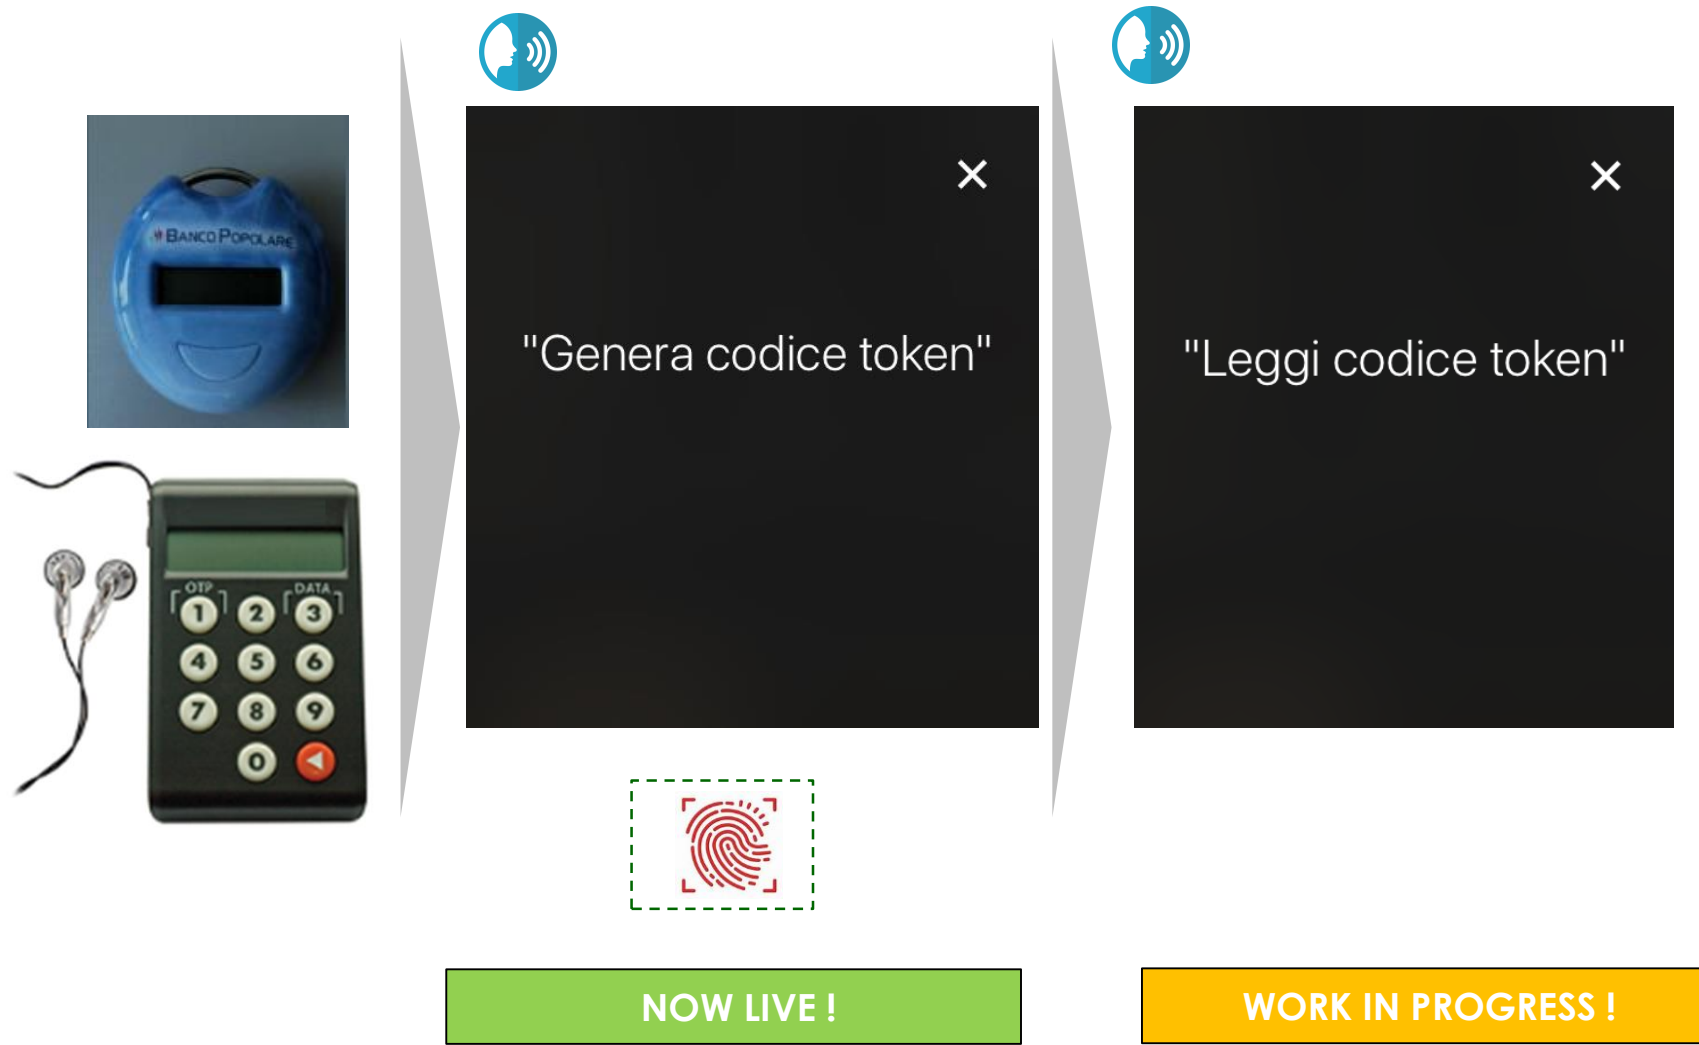 BANCO POPOLARE
OTP DATA
1 2 3
4 5 6
7 8 9
0
"Genera codice token"
NOW LIVE !
"Leggi codice token"
WORK IN PROGRESS !